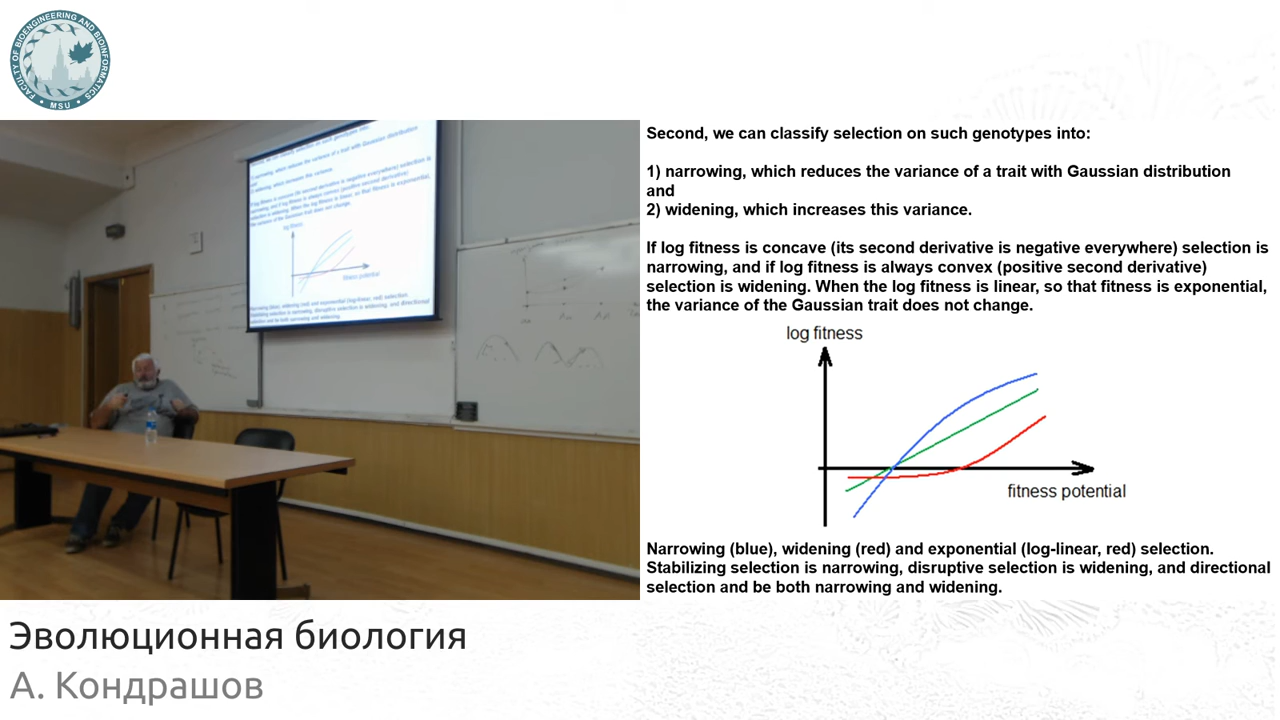 FACULTY OF BIOENGINEERING AND BIOINFORMATICS
• MSU •
Second, we can classify selection on such genotypes into:
1) narrowing, which reduces the variance of a trait with Gaussian distribution
and
2) widening, which increases this variance.
If log fitness is concave (its second derivative is negative everywhere) selection is
narrowing, and if log fitness is always convex (positive second derivative)
selection is widening. When the log fitness is linear, so that fitness is exponential,
the variance of the Gaussian trait does not change.
log fitness
fitness potential
Narrowing (blue), widening (red) and exponential (log-linear, red) selection.
Stabilizing selection is narrowing, disruptive selection is widening, and directional
selection and be both narrowing and widening.
Эволюционная биология
А. Кондрашов